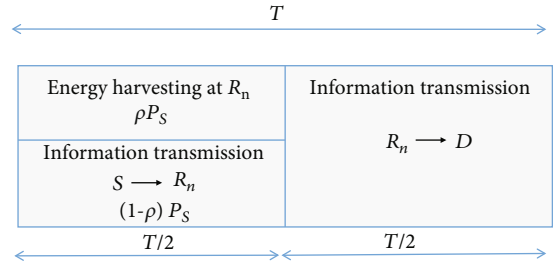 T
Energy harvesting at Rn
ρPS
Information transmission
S → Rn
(1-ρ) PS
Information transmission
Rn → D
T/2
T/2